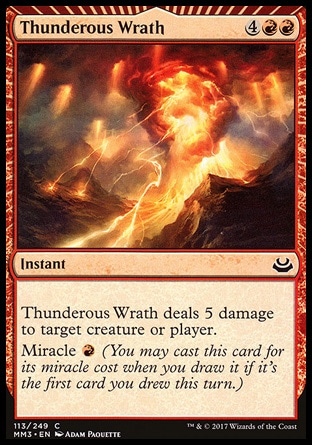 Thunderous Wrath 4
Instant
Thunderous Wrath deals 5 damage
to target creature or player.
Miracle (You may cast this card for
its miracle cost when you draw it if it's
the first card you drew this turn.)
113/249 C
MM3 • EN Adam Paquette
™ & © 2017 Wizards of the Coast